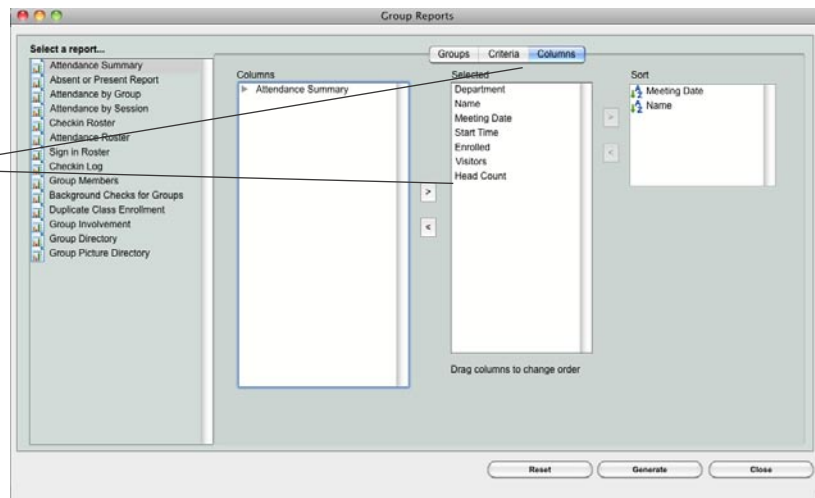 Group Reports
Select a report...
Attendance Summary
Absent or Present Report
Attendance by Group
Attendance by Session
Checkin Roster
Attendance Roster
Sign in Roster
Checkin Log
Group Members
Background Checks for Groups
Duplicate Class Enrollment
Group Involvement
Group Directory
Group Picture Directory
Groups Criteria Columns
Columns
Attendance Summary
>
<
Selected
Department
Name
Meeting Date
Start Time
Enrolled
Visitors
Head Count
Drag columns to change order
>
<
Sort
Meeting Date
Name
Reset Generate Close